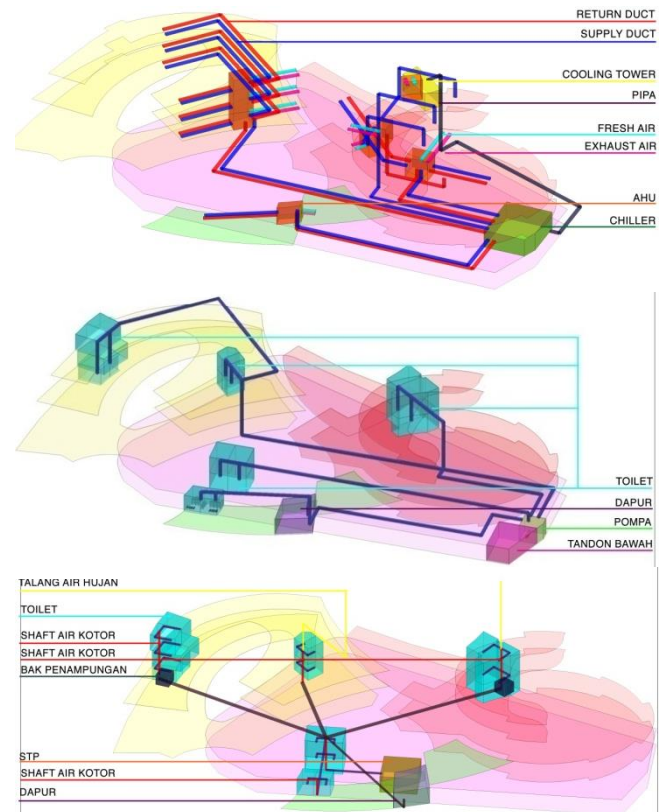 RETURN DUCT
SUPPLY DUCT
COOLING TOWER
PIPA
FRESH AIR
EXHAUST AIR
AHU
CHILLER
TOILET
DAPUR
POMPA
TANDON BAWAH
TALANG AIR HUJAN
TOILET
SHAFT AIR KOTOR
SHAFT AIR KOTOR
BAK PENAMPUNGAN
STP
SHAFT AIR KOTOR
DAPUR